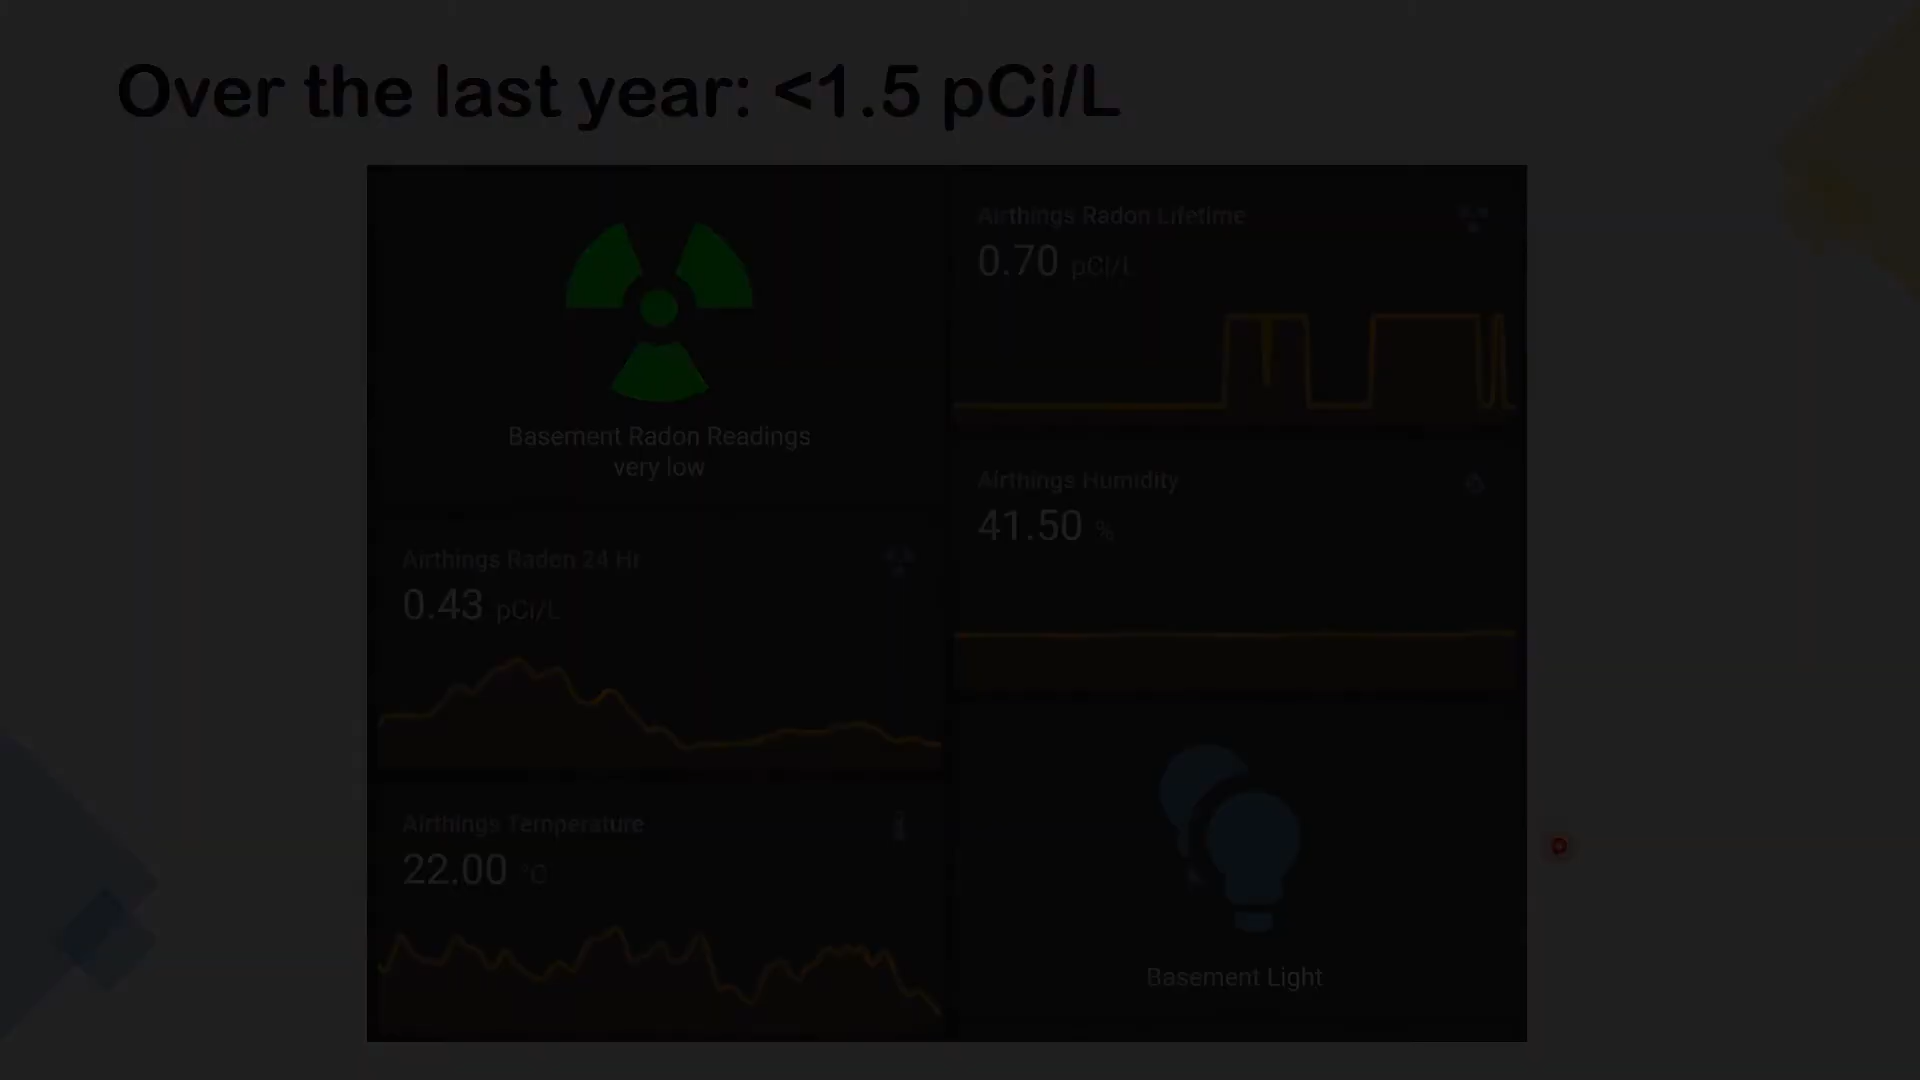 Over the last year: <1.5 pCi/L
Basement Radon Readings
very low
Airthings Raden 24 Hr
0.43 pCi/L
Airthings Temperature
22.00 °C
Airthings Radon Lifetime
0.70 pCi/L
Airthings Humidity
41.50 %
Basement Light